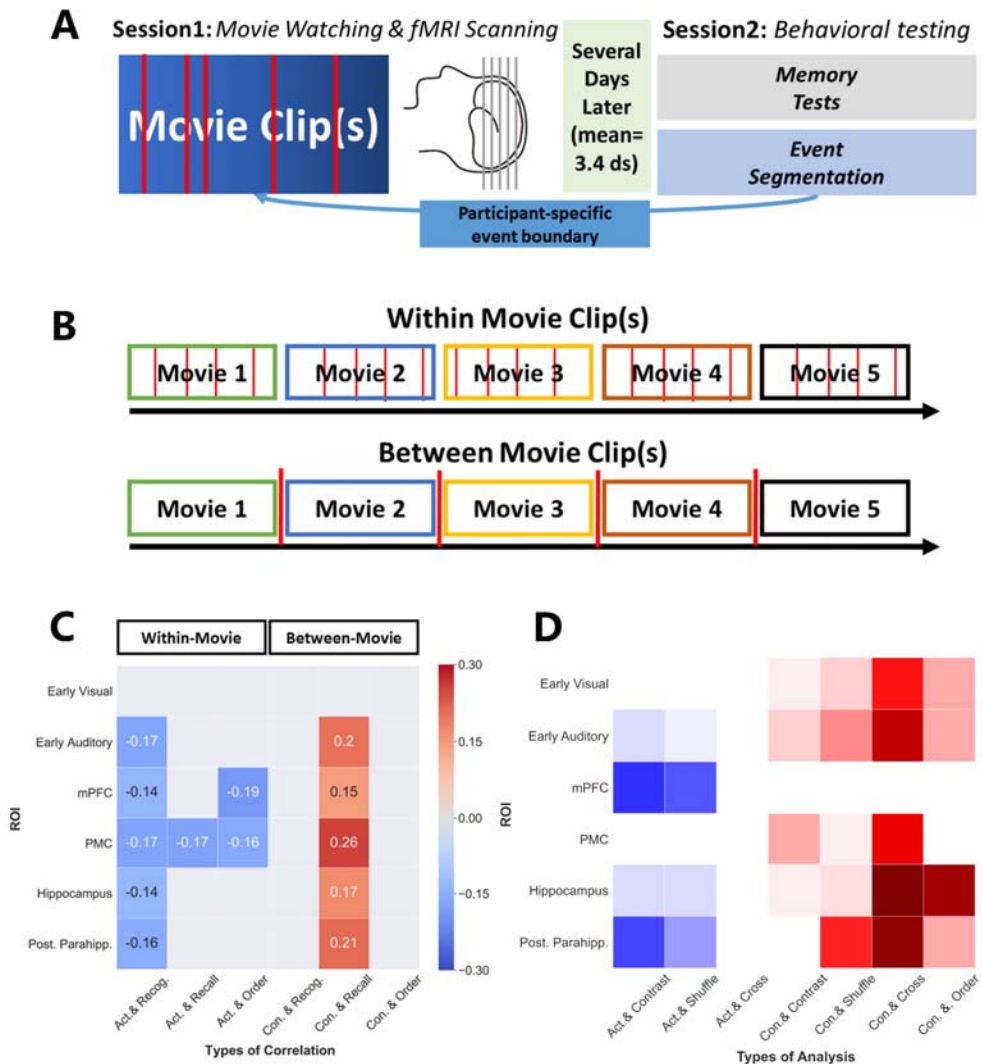 A
Session1: Movie Watching & fMRI Scanning
Movie Clip(s)
Several
Days
Later
(mean=
3.4 ds)
Session2: Behavioral testing
Memory
Tests
Event
Segmentation
Participant-specific
event boundary
B
Within Movie Clip(s)
Movie 1 Movie 2 Movie 3 Movie 4 Movie 5
Between Movie Clip(s)
Movie 1 Movie 2 Movie 3 Movie 4 Movie 5
C
Within-Movie Between-Movie
ROI
Early Visual
Early Auditory -0.17 0.2
mPFC -0.14 -0.19 0.15
PMC -0.17 -0.17 -0.16 0.26
Hippocampus -0.14 0.17
Post. Parahipp. -0.16 0.21
Act.& Recog. Act. & Recall Act. & Order Con. & Recog. Con. & Recall Con. & Order
Types of Correlation
0.30
0.15
0.00
-0.15
-0.30
D
ROI
Early Visual
Early Auditory
mPFC
PMC
Hippocampus
Post. Parahipp.
Act.& Contrast Act.& Shuffle Act.& Cross Con.& Contrast Con.& Shuffle Con.& Cross Con. &. Order
Types of Analysis